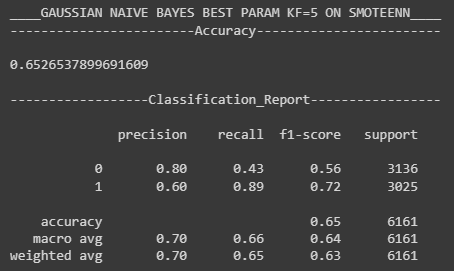 ____GAUSSIAN NAIVE BAYES BEST PARAM KF=5 ON SMOTEENN____
-----------------------Accuracy------------------------
0.6526537899691609
------------------Classification_Report-----------------
precision recall f1-score support
0 0.80 0.43 0.56 3136
1 0.60 0.89 0.72 3025
accuracy 0.65 6161
macro avg 0.70 0.66 0.64 6161
weighted avg 0.70 0.65 0.63 6161